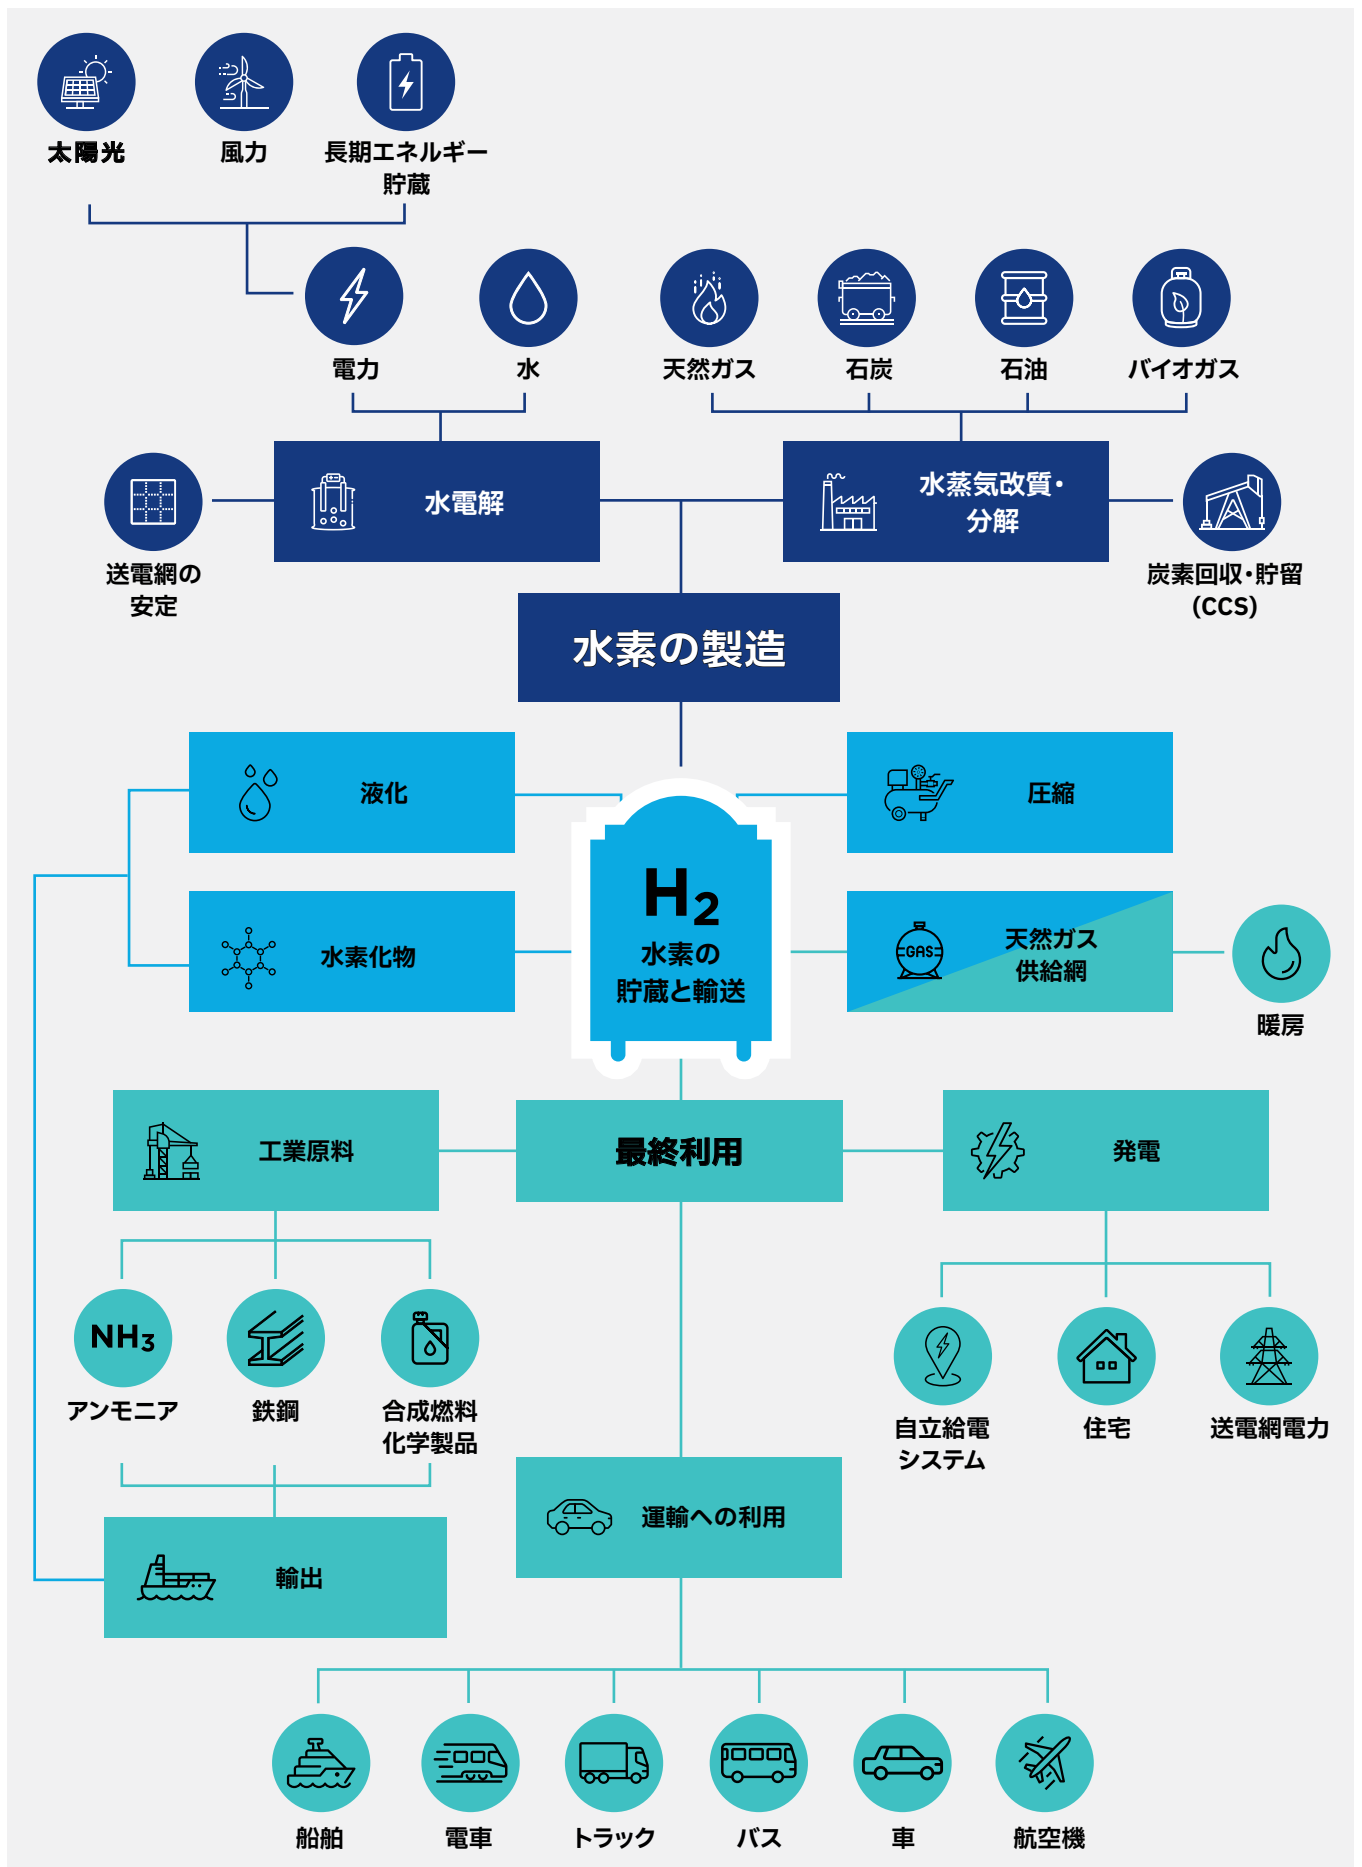 太陽光
風力
長期エネルギー
貯蔵
電力
水
天然ガス
石炭
石油
バイオガス
水電解
水蒸気改質・
分解
送電網の
安定
炭素回収・貯留
(CCS)
水素の製造
液化
圧縮
H2
水素の
貯蔵と輸送
水素化物
GAS
天然ガス
供給網
暖房
工業原料
最終利用
発電
NH3
アンモニア
鉄鋼
合成燃料
化学製品
自立給電
システム
住宅
送電網電力
運輸への利用
輸出
船舶
電車
トラック
バス
車
航空機